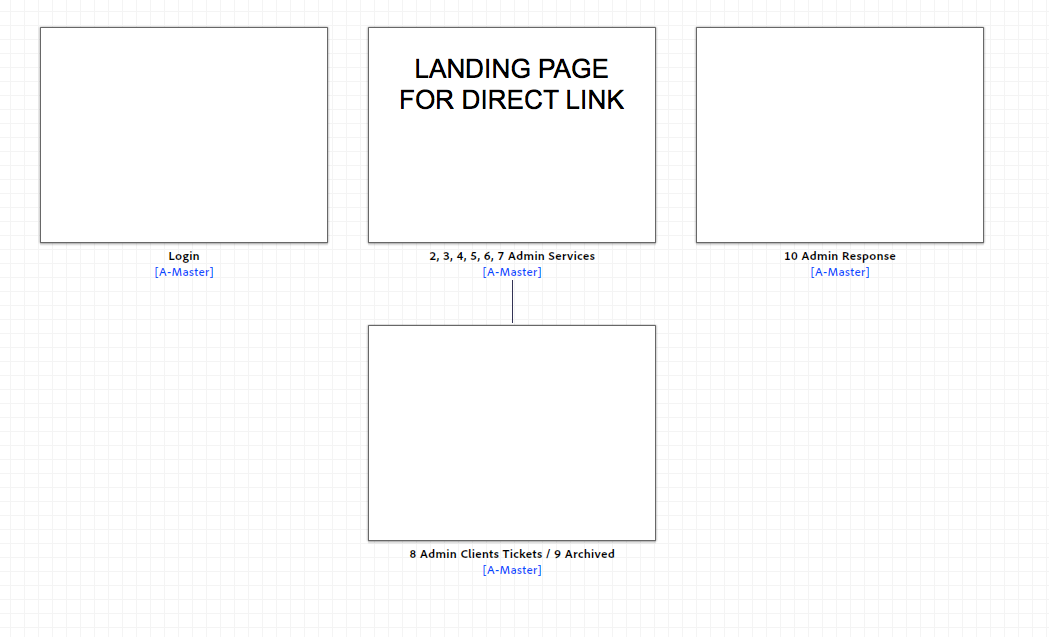 LANDING PAGE
FOR DIRECT LINK
Login
[A-Master]
2, 3, 4, 5, 6, 7 Admin Services
[A-Master]
10 Admin Response
[A-Master]
8 Admin Clients Tickets / 9 Archived
[A-Master]